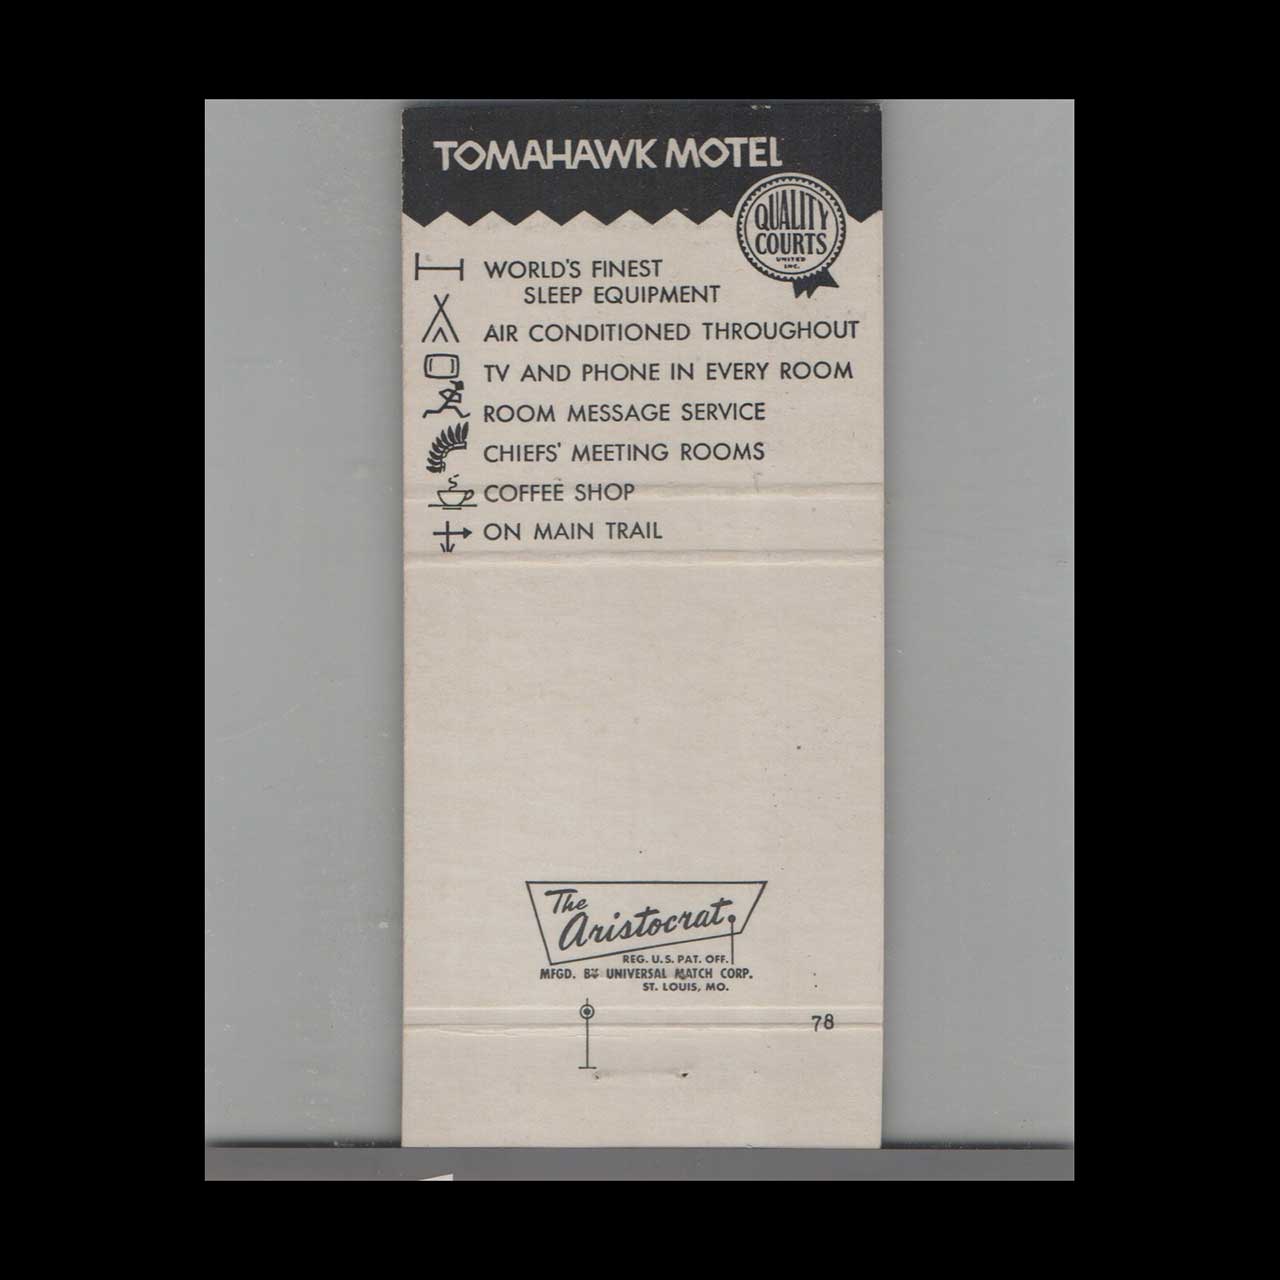 TOMAHAWK MOTEL
QUALITY
COURTS
UNITED
INC.
WORLD'S FINEST
SLEEP EQUIPMENT
AIR CONDITIONED THROUGHOUT
TV AND PHONE IN EVERY ROOM
ROOM MESSAGE SERVICE
CHIEFS' MEETING ROOMS
COFFEE SHOP
ON MAIN TRAIL
The
Aristocrat
REG. U.S. PAT. OFF.
MFGD. BY UNIVERSAL MATCH CORP.
ST. LOUIS, MO.
78